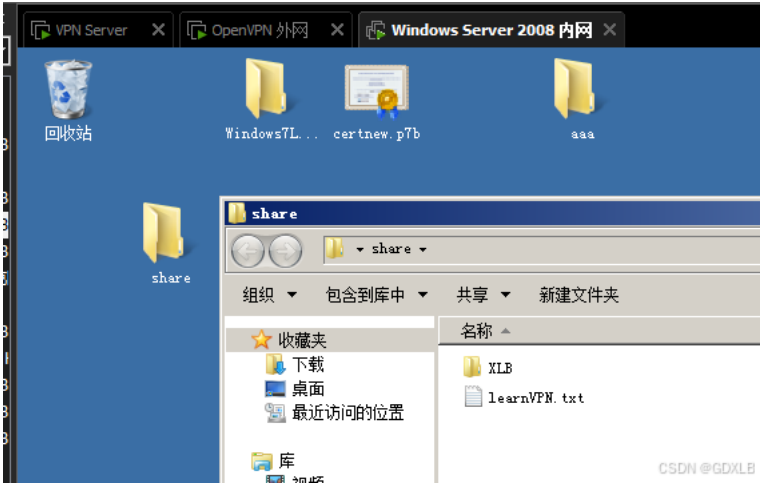 VPN Server
OpenVPN 外网
Windows Server 2008 内网
回收站
Windows7L...
certnew.p7b
aaa
share
share
share
组织
包含到库中
共享
新建文件夹
收藏夹
下载
桌面
最近访问的位置
库
视频
名称
XLB
learnVPN.txt
CSDN @GDXLB